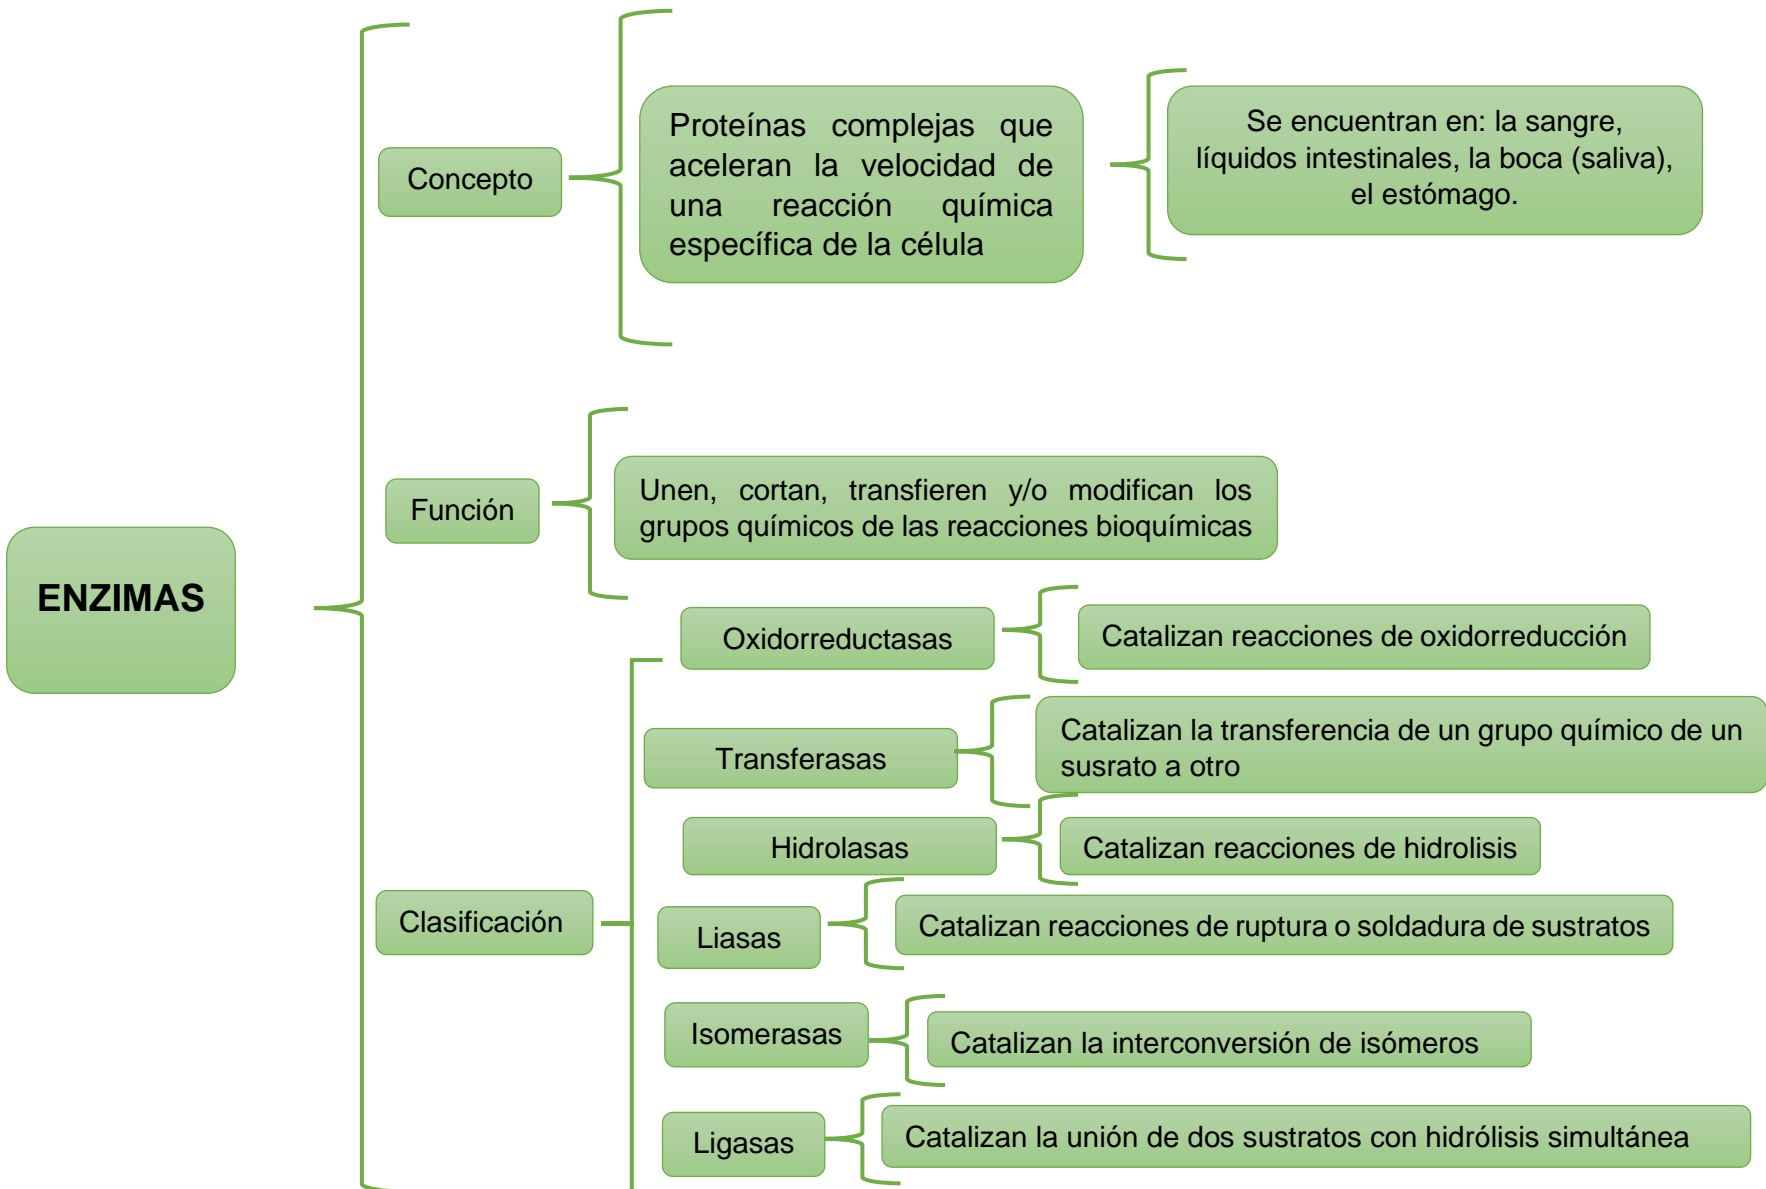 ENZIMAS
Concepto
Proteínas complejas que
aceleran la velocidad de
una reacción química
específica de la célula
Se encuentran en: la sangre,
líquidos intestinales, la boca (saliva),
el estómago.
Función
Unen, cortan, transfieren y/o modifican los
grupos químicos de las reacciones bioquímicas
Clasificación
Oxidorreductasas
Catalizan reacciones de oxidorreducción
Transferasas
Catalizan la transferencia de un grupo químico de un
susrato a otro
Hidrolasas
Catalizan reacciones de hidrolisis
Liasas
Catalizan reacciones de ruptura o soldadura de sustratos
Isomerasas
Catalizan la interconversión de isómeros
Ligasas
Catalizan la unión de dos sustratos con hidrólisis simultánea